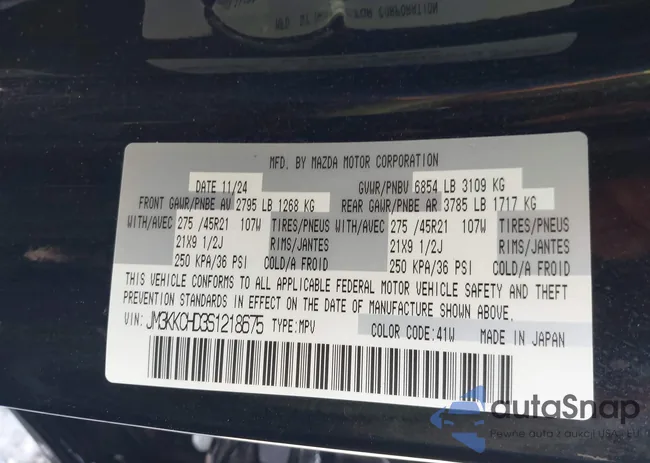 MFD. BY MAZDA MOTOR CORPORATION
DATE 11/24 GVWR/PNBV 6854 LB 3109 KG
FRONT GAWR/PNBE AV 2795 LB 1268 KG REAR GAWR/PNBE AR 3785 LB 1717 KG
WITH/AVEC 275 /45R21 107W TIRES/PNEUS WITH/AVEC 275 /45R21 107W TIRES/PNEUS
21X9 1/2J RIMS/JANTES 21X9 1/2J RIMS/JANTES
250 KPA/36 PSI COLD/A FROID 250 KPA/36 PSI COLD/A FROID
THIS VEHICLE CONFORMS TO ALL APPLICABLE FEDERAL MOTOR VEHICLE SAFETY AND THEFT
PREVENTION STANDARDS IN EFFECT ON THE DATE OF MANUFACTURE SHOWN ABOVE.
VIN: JM3KKCHD3S1218675 TYPE:MPV COLOR CODE:41W MADE IN JAPAN
autaSnap
Pewne auta z aukcji USA/EU